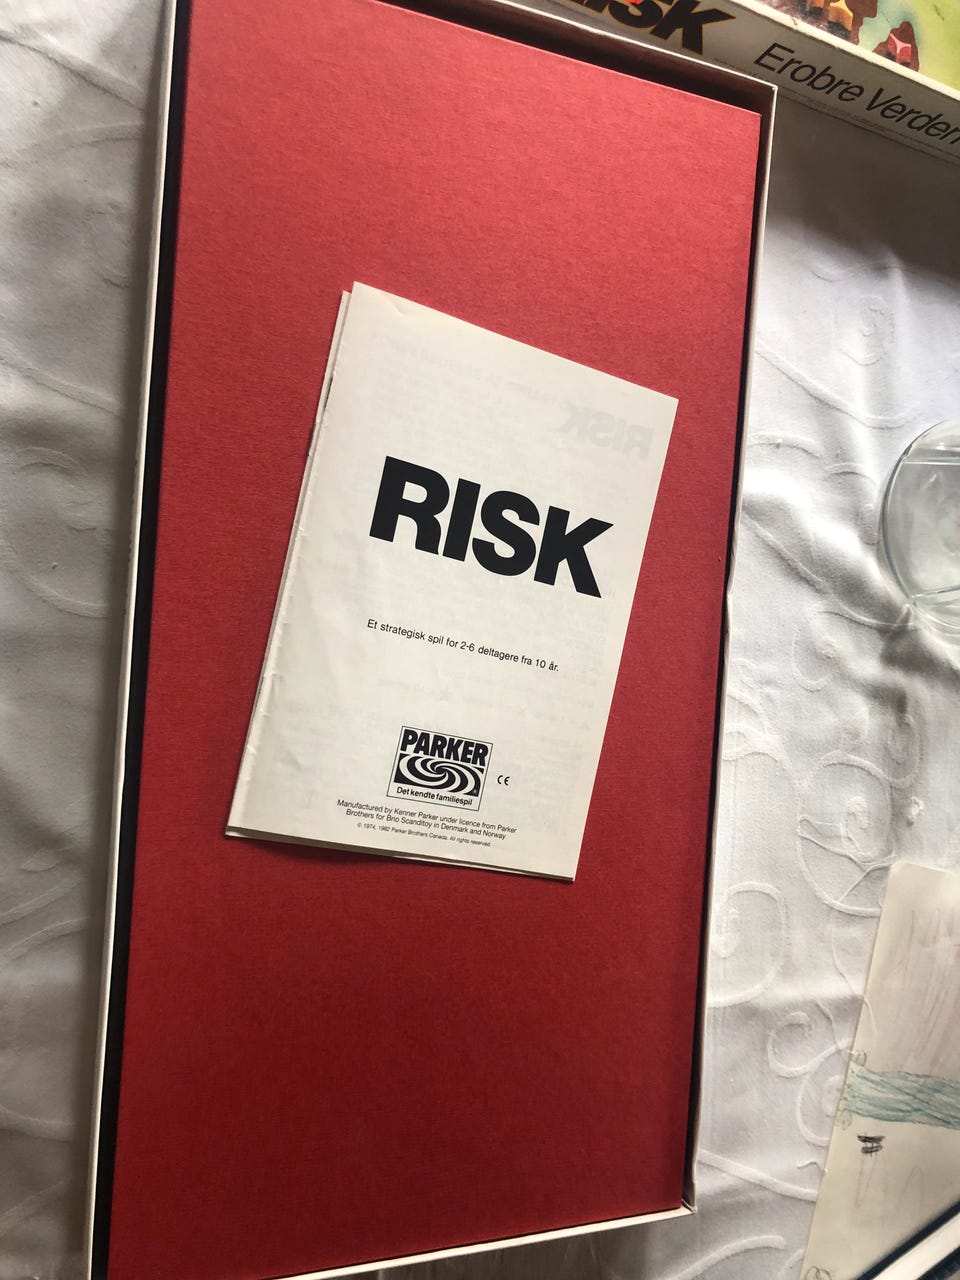 RISK
Erobre Verden
RISK
RISK
Et strategisk spil for 2-6 deltagere fra 10 år.
PARKER
Det kendte familiespil
CE
Manufactured by Kenner Parker under licence from Parker
Brothers for Brio Scanditoy in Denmark and Norway
© 1974, 1982 Parker Brothers Canada. All rights reserved.